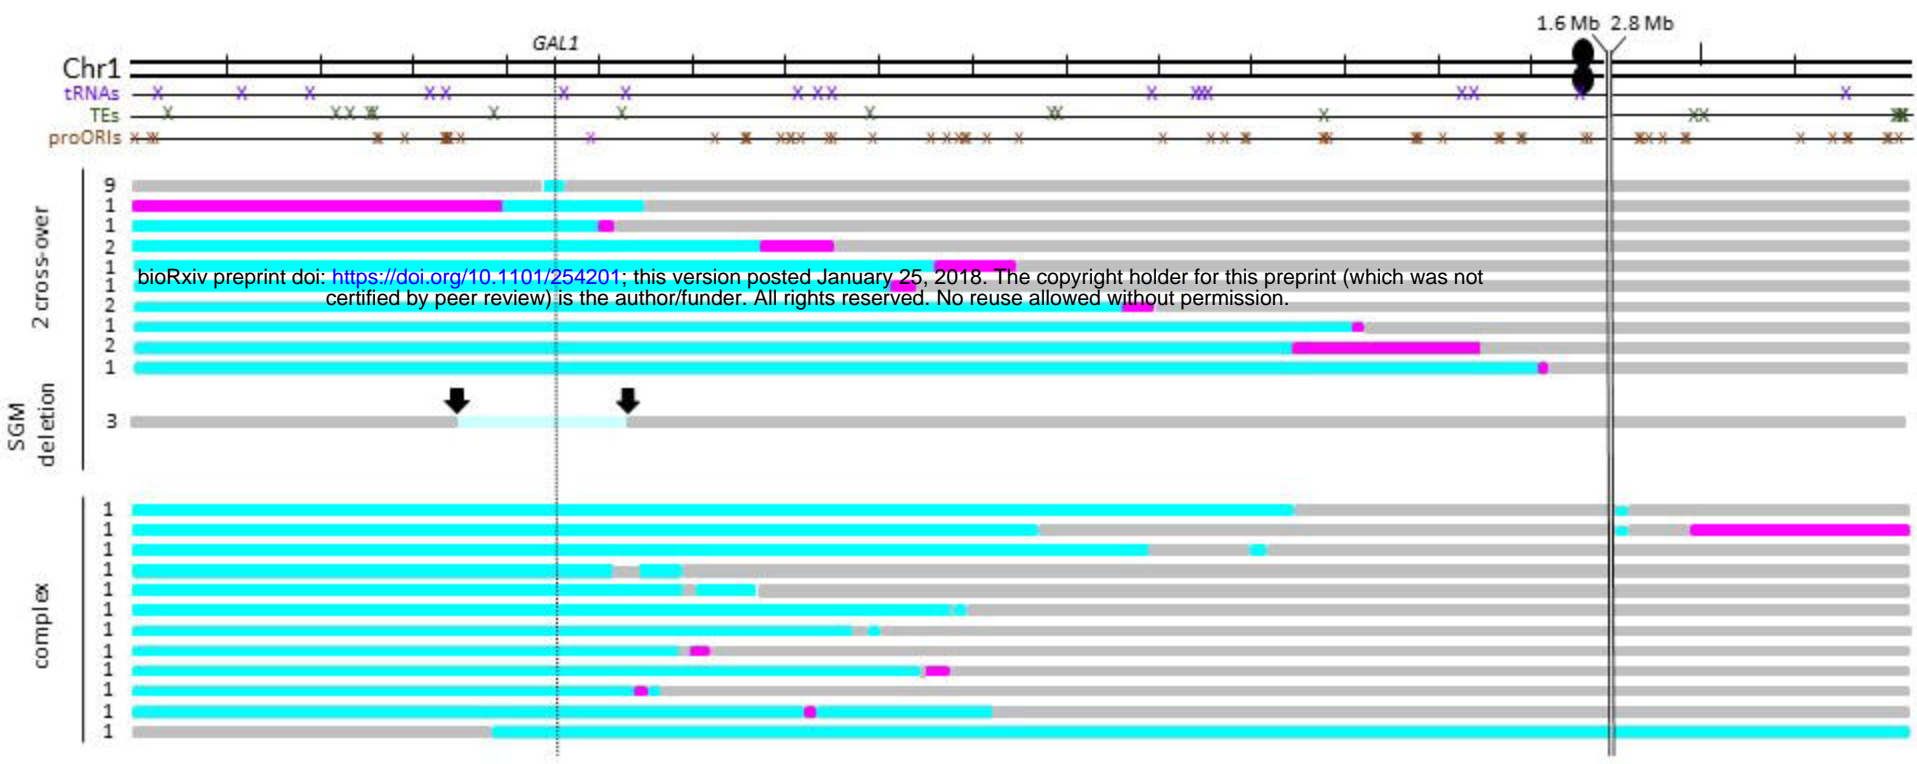 1.6 Mb 2.8 Mb
GAL1
Chr1
tRNAs
TEs
proORIs
2 cross-over
9
1
1
2
1
1
2
1
2
1
bioRxiv preprint doi: https://doi.org/10.1101/254201; this version posted January 25, 2018. The copyright holder for this preprint (which was not
certified by peer review) is the author/funder. All rights reserved. No reuse allowed without permission.
SGM
deletion
3
complex
1
1
1
1
1
1
1
1
1
1
1
1